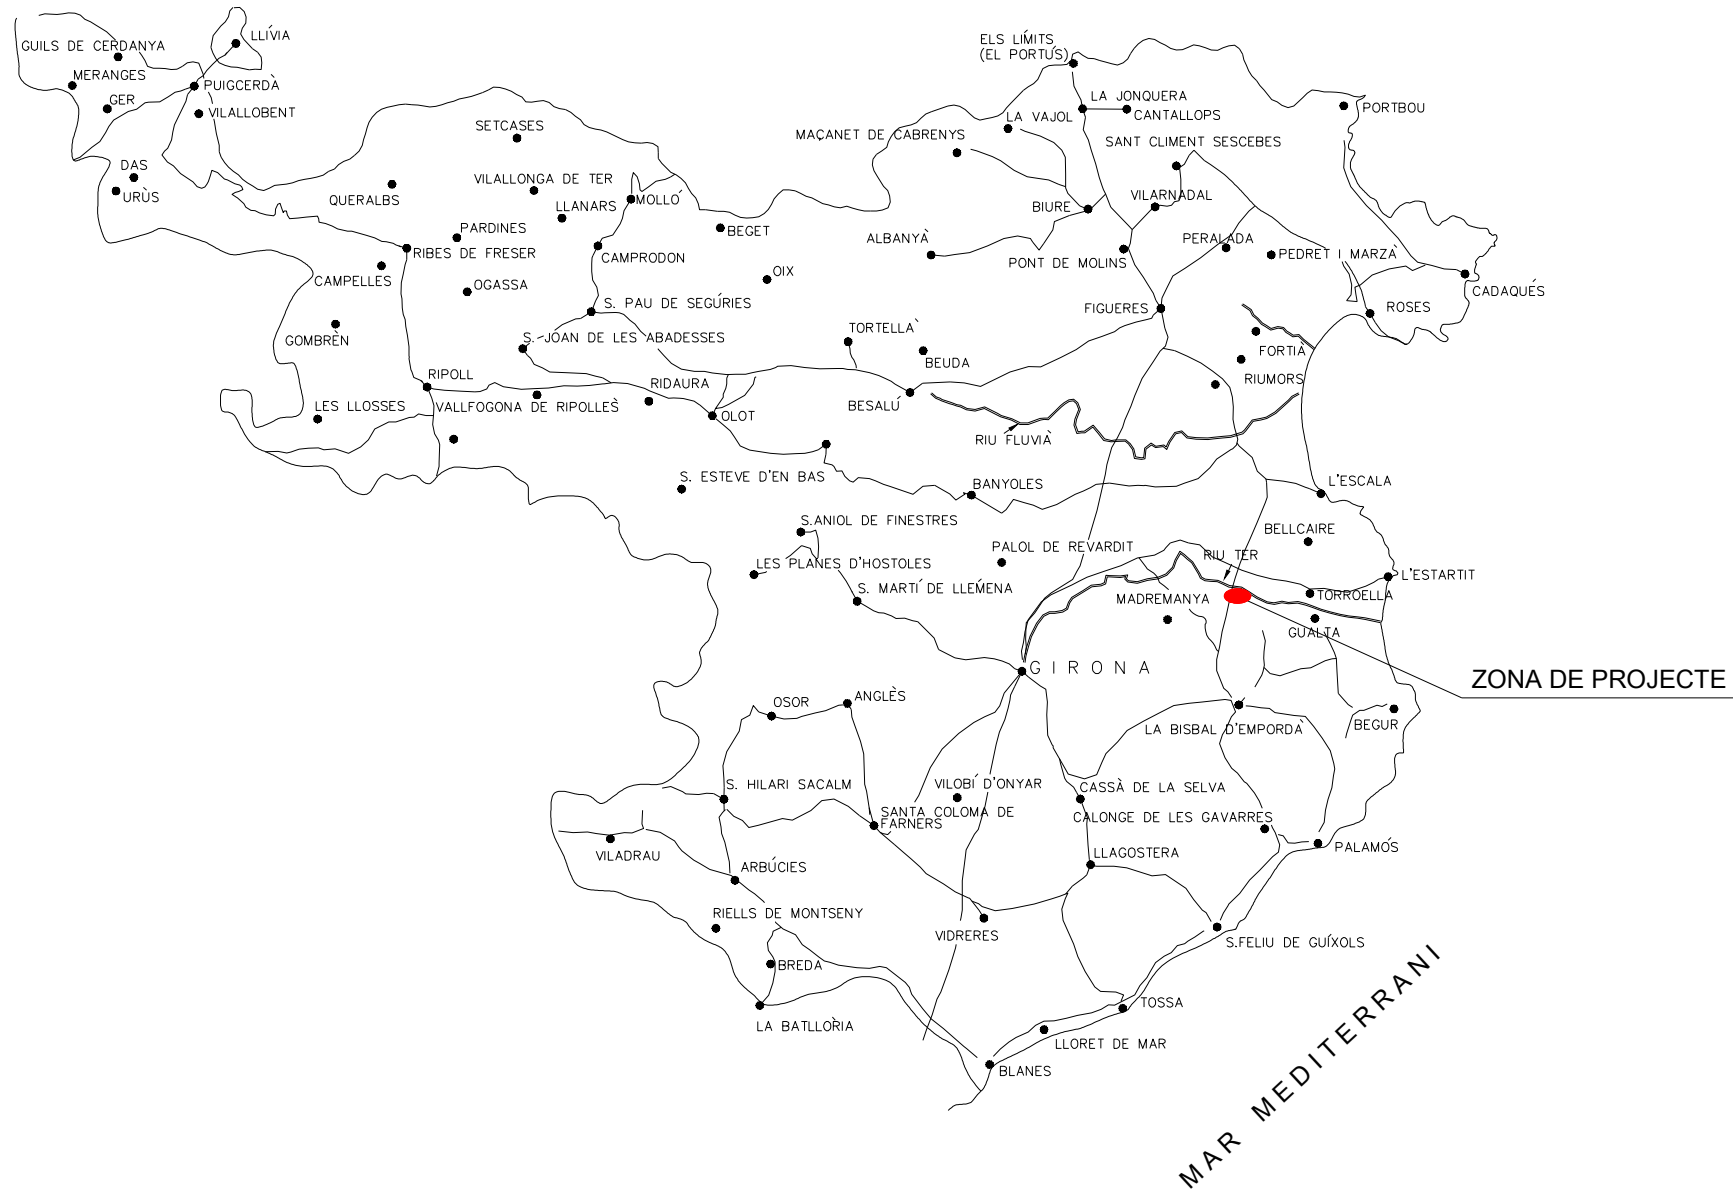 LLÍVIA
GUILS DE CERDANYA
ELS LÍMITS
(EL PORTÚS)
MERANGES
PUIGCERDÀ
GER
VILALLOBENT
LA JONQUERA
PORTBOU
LA VAJOL
CANTALLOPS
SETCASES
MAÇANET DE CABRENYS
SANT CLIMENT SESCEBES
DAS
URÙS
QUERALBS
VILALLONGA DE TER
LLANARS
MOLLÓ
BIURE
VILARNADAL
PARDINES
BEGET
ALBANYÀ
PERALADA
RIBES DE FRESER
CAMPRODON
PONT DE MOLINS
PEDRET I MARZÀ
CAMPELLES
OGASSA
OIX
CADAQUÉS
S. PAU DE SEGÚRIES
FIGUERES
ROSES
GOMBRÈN
S. JOAN DE LES ABADESSES
TORTELLÀ
BEUDA
FORTIÀ
RIPOLL
RIDAURA
RIUMORS
LES LLOSSES
VALLFOGONA DE RIPOLLÈS
OLOT
BESALÚ
RIU FLUVIÀ
S. ESTEVE D'EN BAS
BANYOLES
L'ESCALA
S.ANIOL DE FINESTRES
BELLCAIRE
PALOL DE REVARDIT
RIU TER
LES PLANES D'HOSTOLES
L'ESTARTIT
S. MARTÍ DE LLÉMENA
MADREMANYA
TORROELLA
GUALTA
GIRONA
ZONA DE PROJECTE
OSOR
ANGLÈS
LA BISBAL D'EMPORDÀ
BEGUR
S. HILARI SACALM
VILOBÍ D'ONYAR
CASSÀ DE LA SELVA
SANTA COLOMA DE
FARNERS
CALONGE DE LES GAVARRES
VILADRAU
LLAGOSTERA
PALAMÓS
ARBÚCIES
RIELLS DE MONTSENY
VIDRERES
S.FELIU DE GUÍXOLS
BREDA
TOSSA
LA BATLLÒRIA
LLORET DE MAR
BLANES
MAR MEDITERRANI